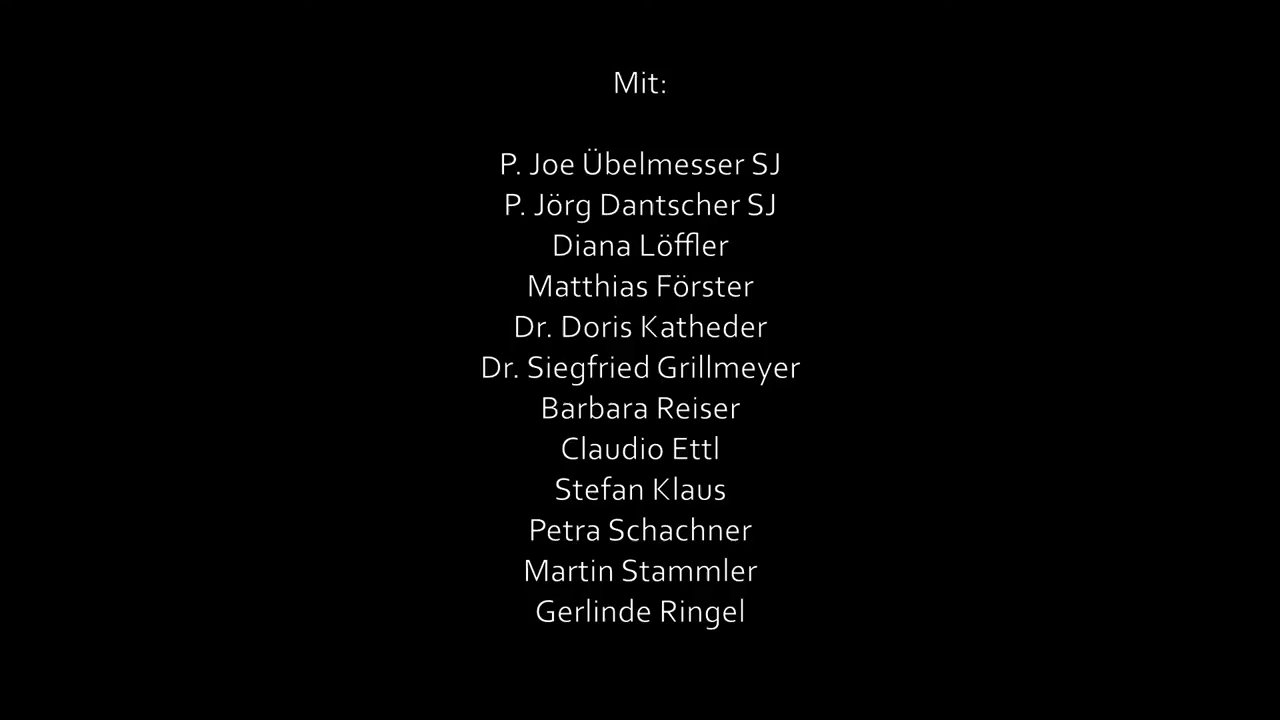 Mit:
P. Joe Übelmesser SJ
P. Jörg Dantscher SJ
Diana Löffler
Matthias Förster
Dr. Doris Katheder
Dr. Siegfried Grillmeyer
Barbara Reiser
Claudio Ettl
Stefan Klaus
Petra Schachner
Martin Stammler
Gerlinde Ringel